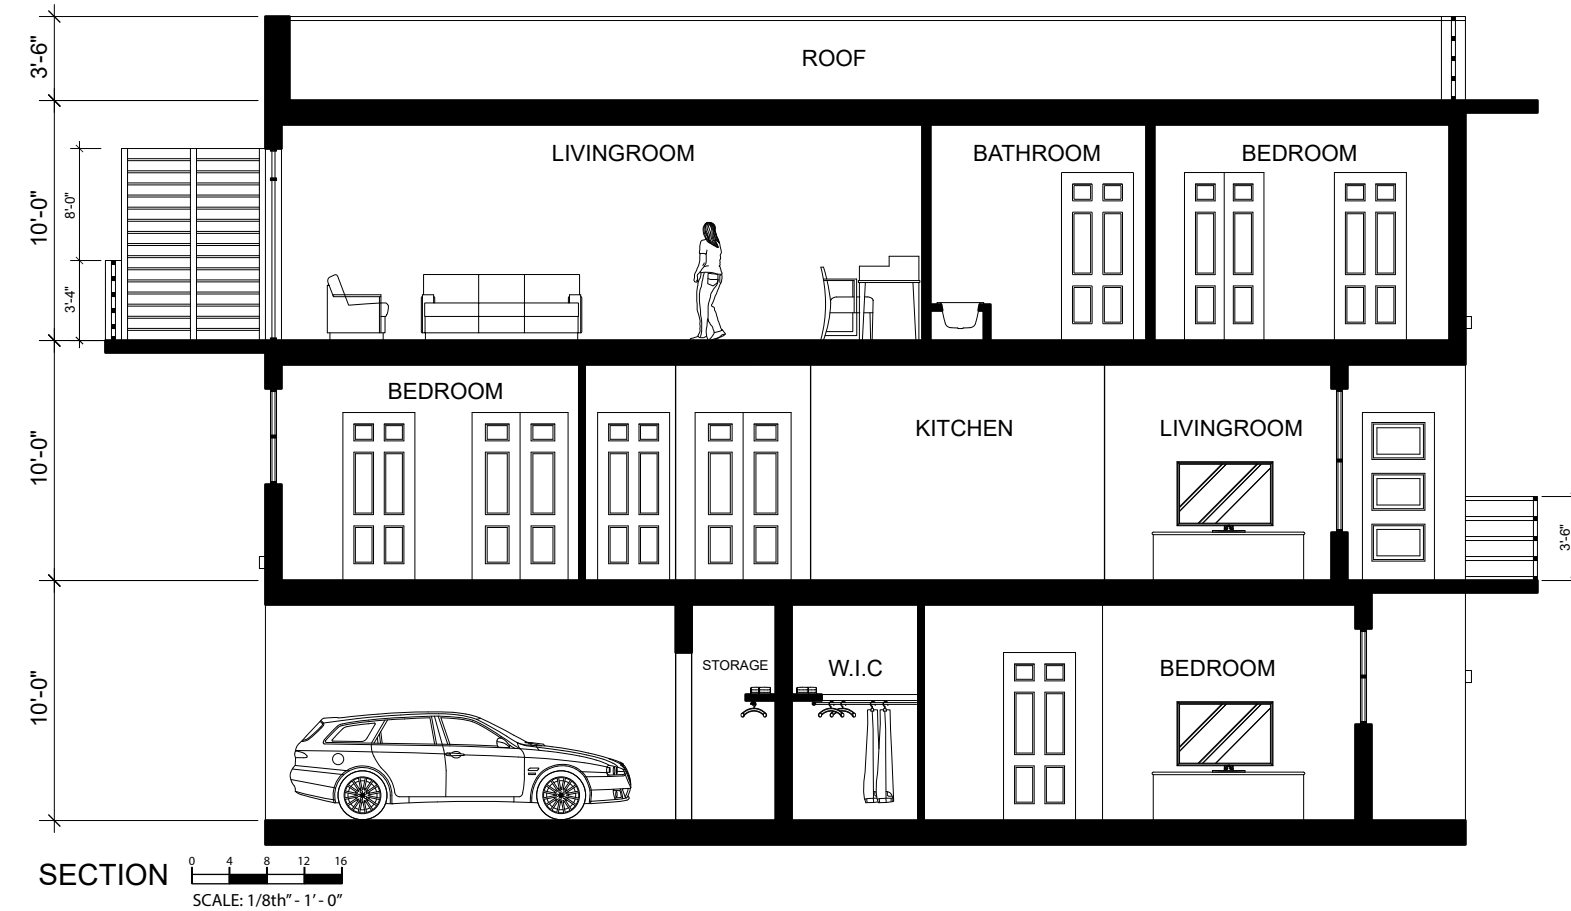 3'-6"
ROOF
10'-0"
8'-0"
3'-4"
LIVINGROOM
BATHROOM
BEDROOM
10'-0"
BEDROOM
KITCHEN
LIVINGROOM
3'-6"
10'-0"
STORAGE
W.I.C
BEDROOM
SECTION
0 4 8 12 16
SCALE: 1/8th” - 1’ - 0”